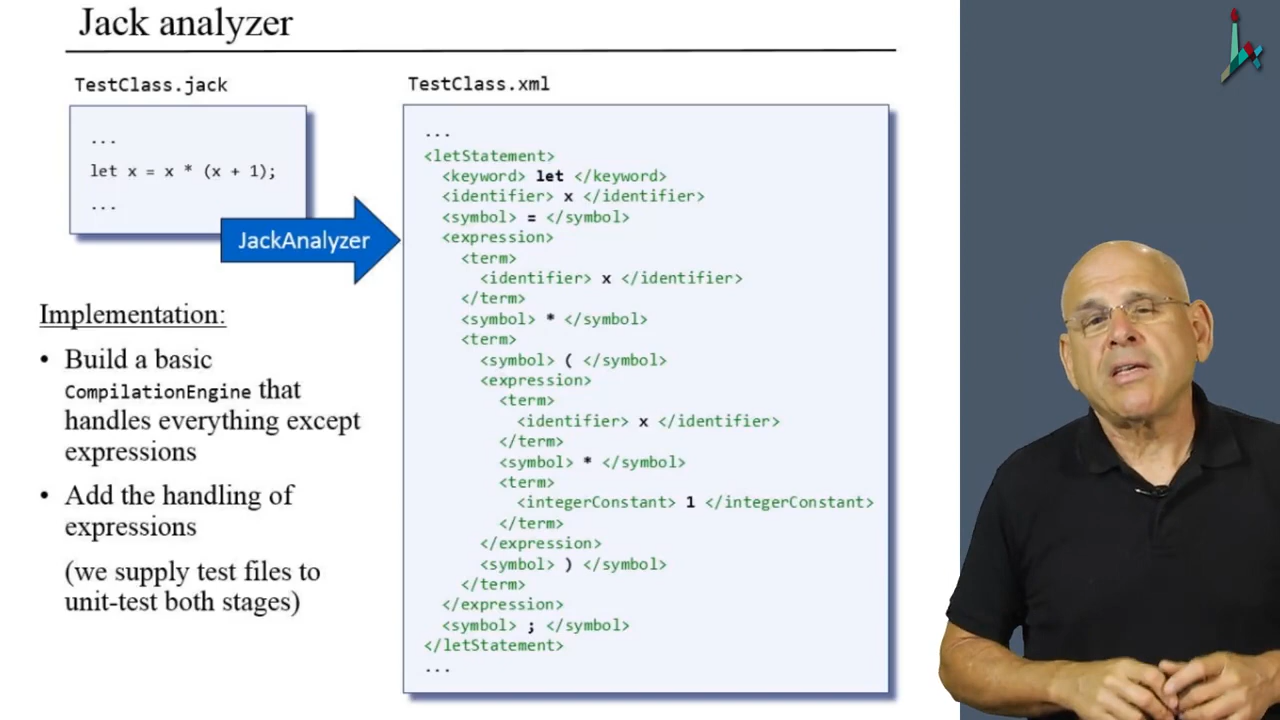 Jack analyzer
TestClass.jack
...
let x = x * (x + 1);
...
JackAnalyzer
Implementation:
• Build a basic
CompilationEngine that
handles everything except
expressions
• Add the handling of
expressions
(we supply test files to
unit-test both stages)
TestClass.xml
...
<letStatement>
<keyword> let </keyword>
<identifier> x </identifier>
<symbol> = </symbol>
<expression>
<term>
<identifier> x </identifier>
</term>
<symbol> * </symbol>
<term>
<symbol> ( </symbol>
<expression>
<term>
<identifier> x </identifier>
</term>
<symbol> * </symbol>
<term>
<integerConstant> 1 </integerConstant>
</term>
</expression>
<symbol> ) </symbol>
</term>
</expression>
<symbol> ; </symbol>
</letStatement>
...